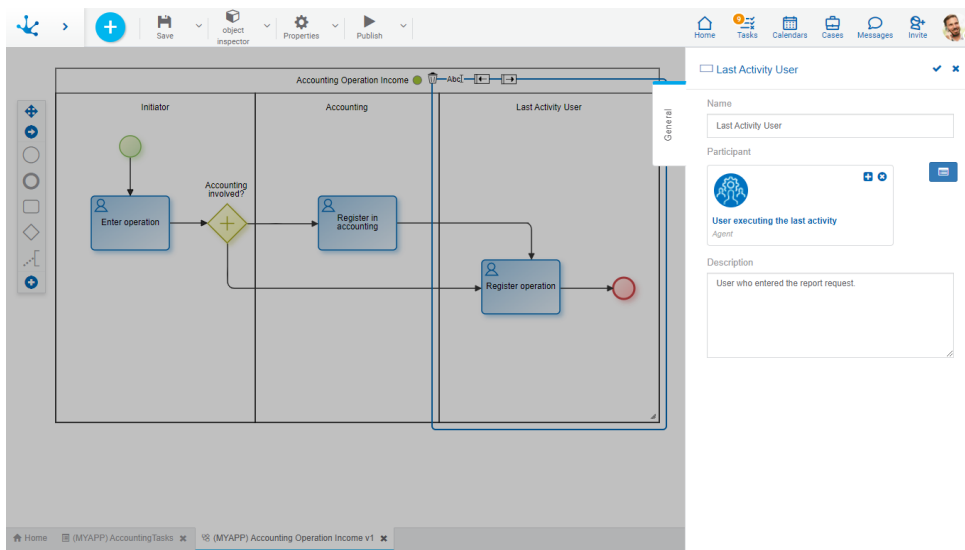 Save
object
inspector
Properties
Publish
Home
9
Tasks
Calendars
Cases
Messages
Invite
Accounting Operation Income
Abc
Initiator
Accounting
Last Activity User
Accounting
involved?
Enter operation
Register in
accounting
Register operation
General
Last Activity User
Name
Last Activity User
Participant
User executing the last activity
Agent
Description
User who entered the report request.
Home
(MYAPP) AccountingTasks
(MYAPP) Accounting Operation Income v1